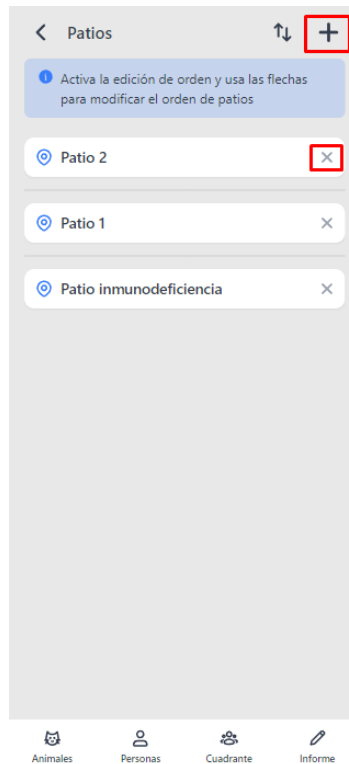 Patios
Activa la edición de orden y usa las flechas
para modificar el orden de patios
Patio 2
Patio 1
Patio inmunodeficiencia
Animales Personas Cuadrante Informe